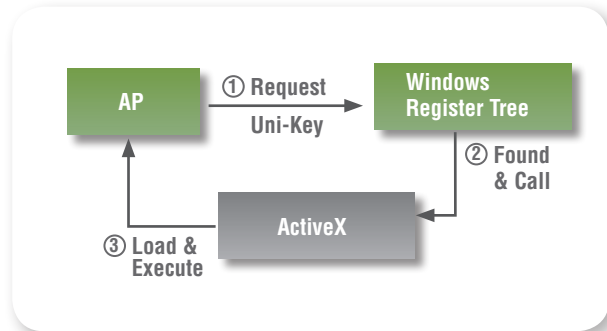 AP
① Request
Uni-Key
Windows
Register Tree
② Found
& Call
ActiveX
③ Load &
Execute